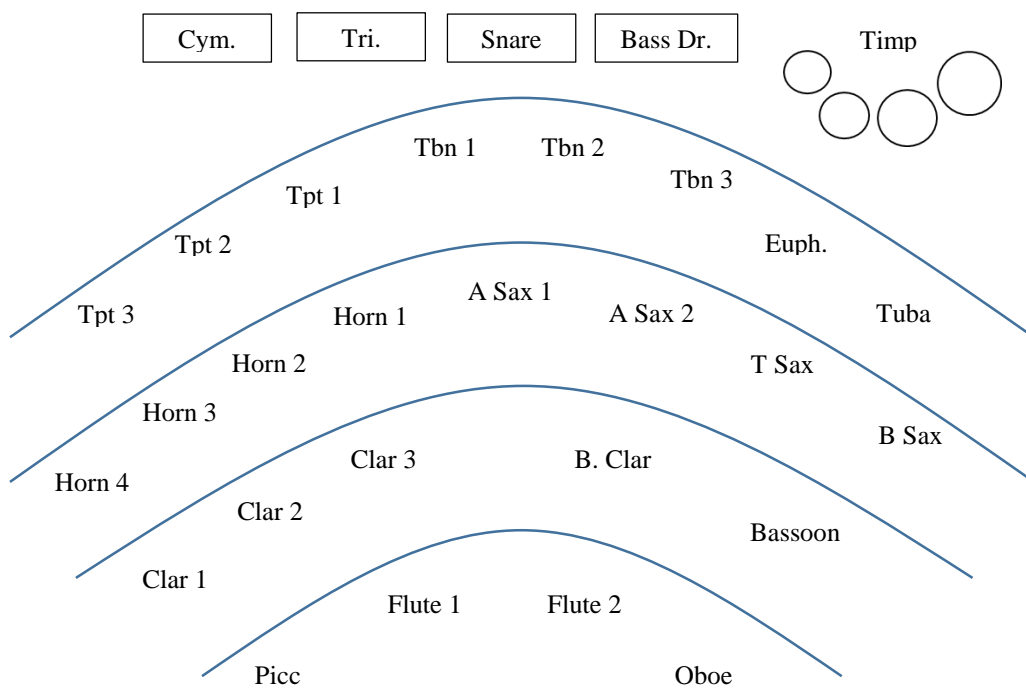 Cym.
Tri.
Snare
Bass Dr.
Timp
Tbn 1
Tbn 2
Tbn 3
Tpt 1
Tpt 2
Tpt 3
Euph.
Tuba
A Sax 1
A Sax 2
Horn 1
Horn 2
Horn 3
Horn 4
T Sax
B Sax
Clar 3
B. Clar
Clar 2
Clar 1
Bassoon
Flute 1
Flute 2
Picc
Oboe